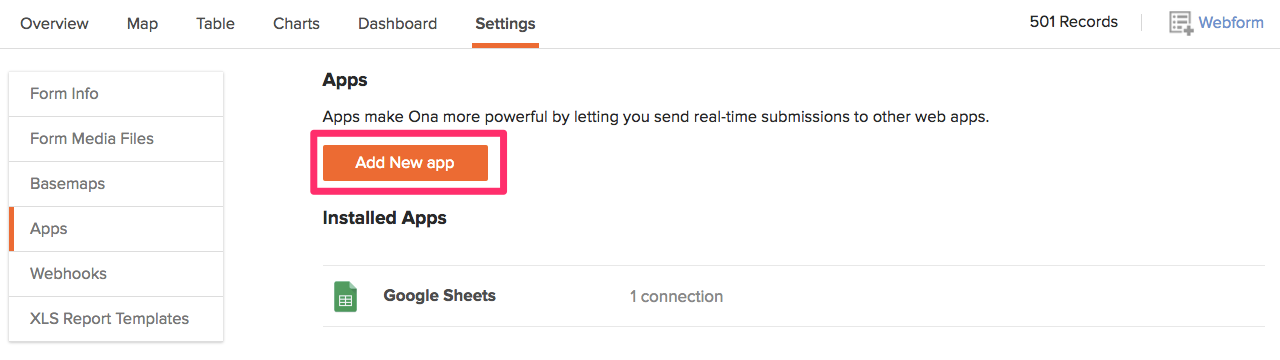 Overview Map Table Charts Dashboard Settings 501 Records Webform
Form Info
Form Media Files
Basemaps
Apps
Webhooks
XLS Report Templates
Apps
Apps make Ona more powerful by letting you send real-time submissions to other web apps.
Add New app
Installed Apps
Google Sheets 1 connection